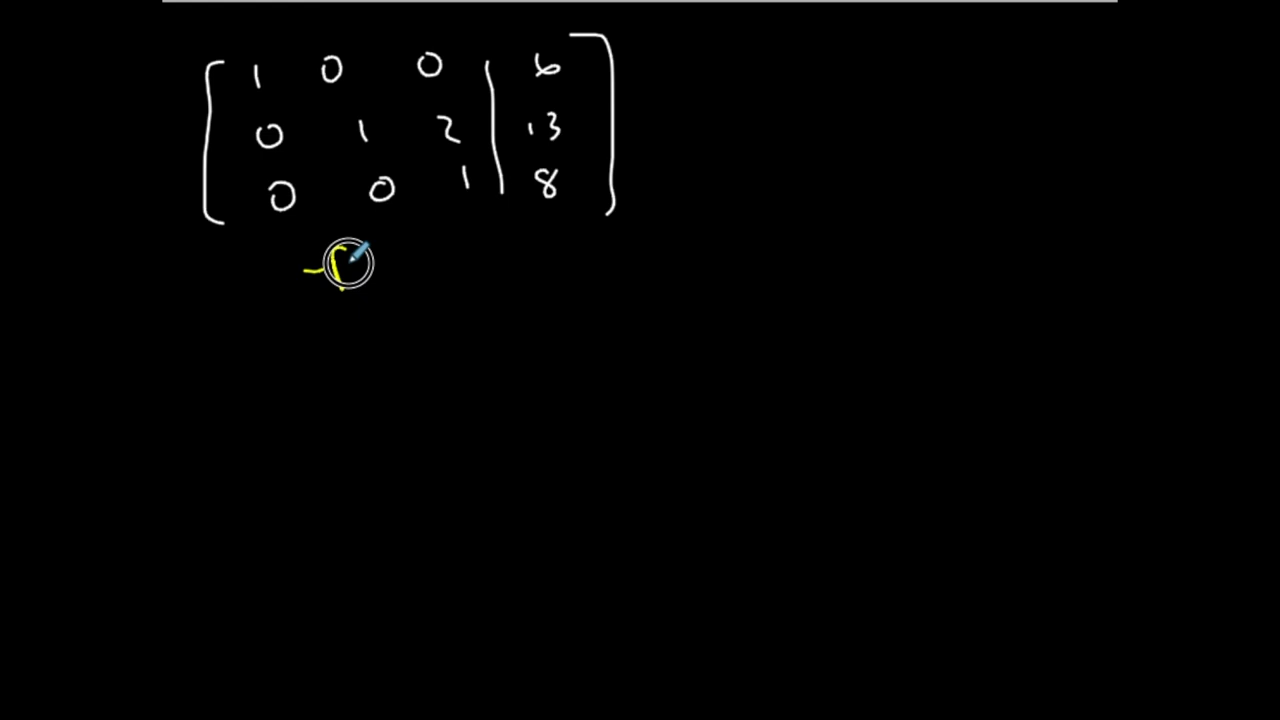 1 0 0 | 6
0 1 2 | 13
0 0 1 | 8
-